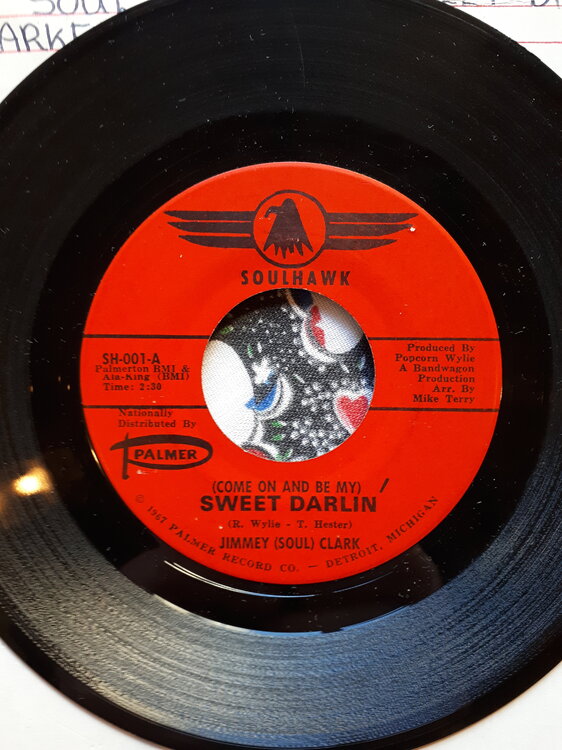 SOUL
ARKE
SOULHAWK
SH-001-A
Palmerton BMI &
Ala-King (BMI)
Time: 2:30
Produced By
Popcorn Wylie
A Bandwagon
Production
Arr. By
Mike Terry
Nationally
Distributed By
PALMER
(COME ON AND BE MY)
SWEET DARLIN'
(R. Wylie - T. Hester)
JIMMEY (SOUL) CLARK
© 1967 PALMER RECORD CO. — DETROIT, MICHIGAN